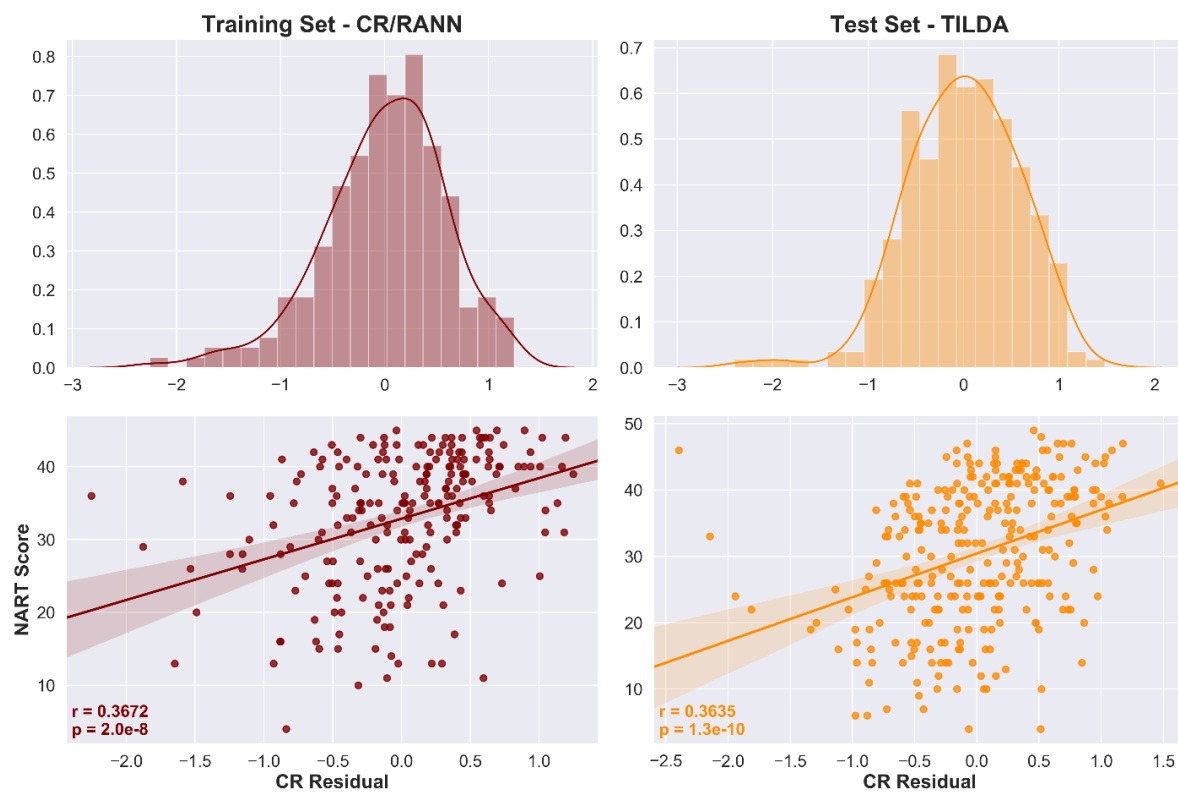 Training Set - CR/RANN
Test Set - TILDA
0.8
0.7
0.6
0.5
0.4
0.3
0.2
0.1
0.0
−3 −2 −1 0 1 2
0.7
0.6
0.5
0.4
0.3
0.2
0.1
0.0
−3 −2 −1 0 1 2
NART Score
40
30
20
10
r = 0.3672
p = 2.0e-8
−2.0 −1.5 −1.0 −0.5 0.0 0.5 1.0
CR Residual
50
40
30
20
10
r = 0.3635
p = 1.3e-10
−2.5 −2.0 −1.5 −1.0 −0.5 0.0 0.5 1.0 1.5
CR Residual